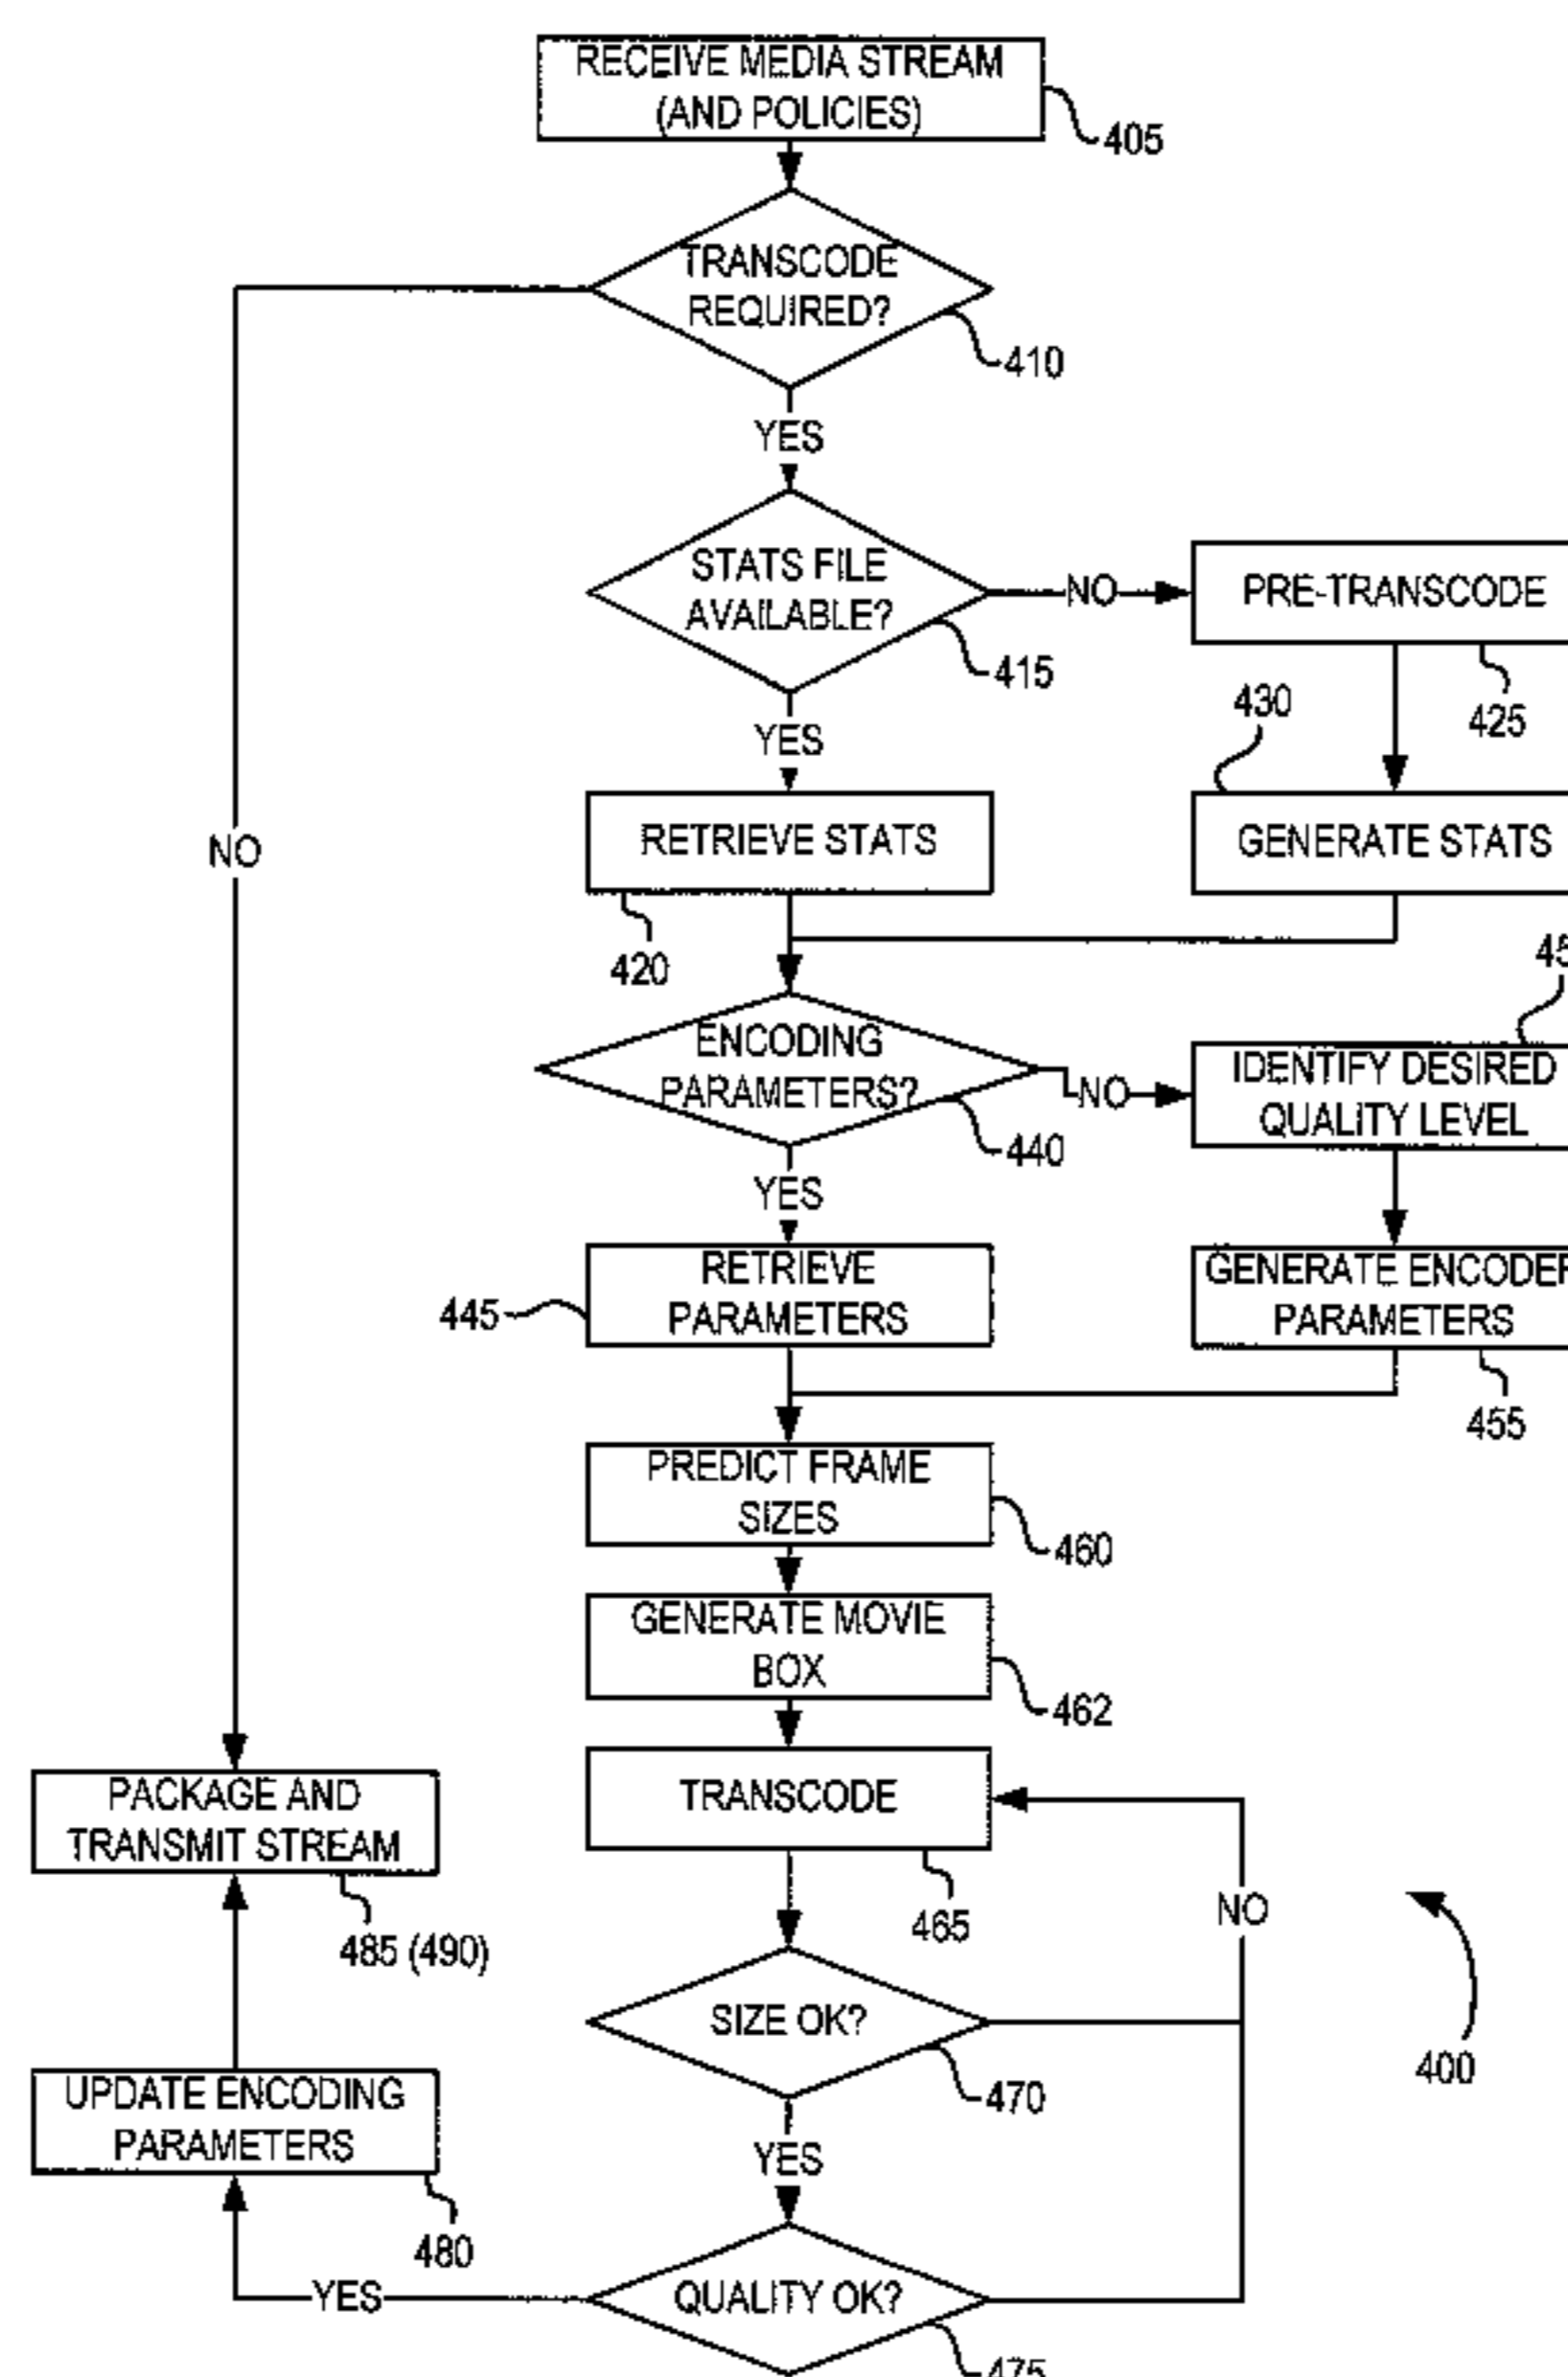 RECEIVE MEDIA STREAM
(AND POLICIES)
405
TRANSCODE
REQUIRED?
410
YES
STATS FILE
AVAILABLE?
415
NO
PRE-TRANSCODE
425
YES
430
NO
RETRIEVE STATS
GENERATE STATS
420
ENCODING
PARAMETERS?
440
NO
IDENTIFY DESIRED
QUALITY LEVEL
YES
RETRIEVE
PARAMETERS
445
GENERATE ENCODER
PARAMETERS
455
PREDICT FRAME
SIZES
460
GENERATE MOVIE
BOX
462
PACKAGE AND
TRANSMIT STREAM
485 (490)
TRANSCODE
465
NO
SIZE OK?
470
400
UPDATE ENCODING
PARAMETERS
480
YES
YES
QUALITY OK?
475